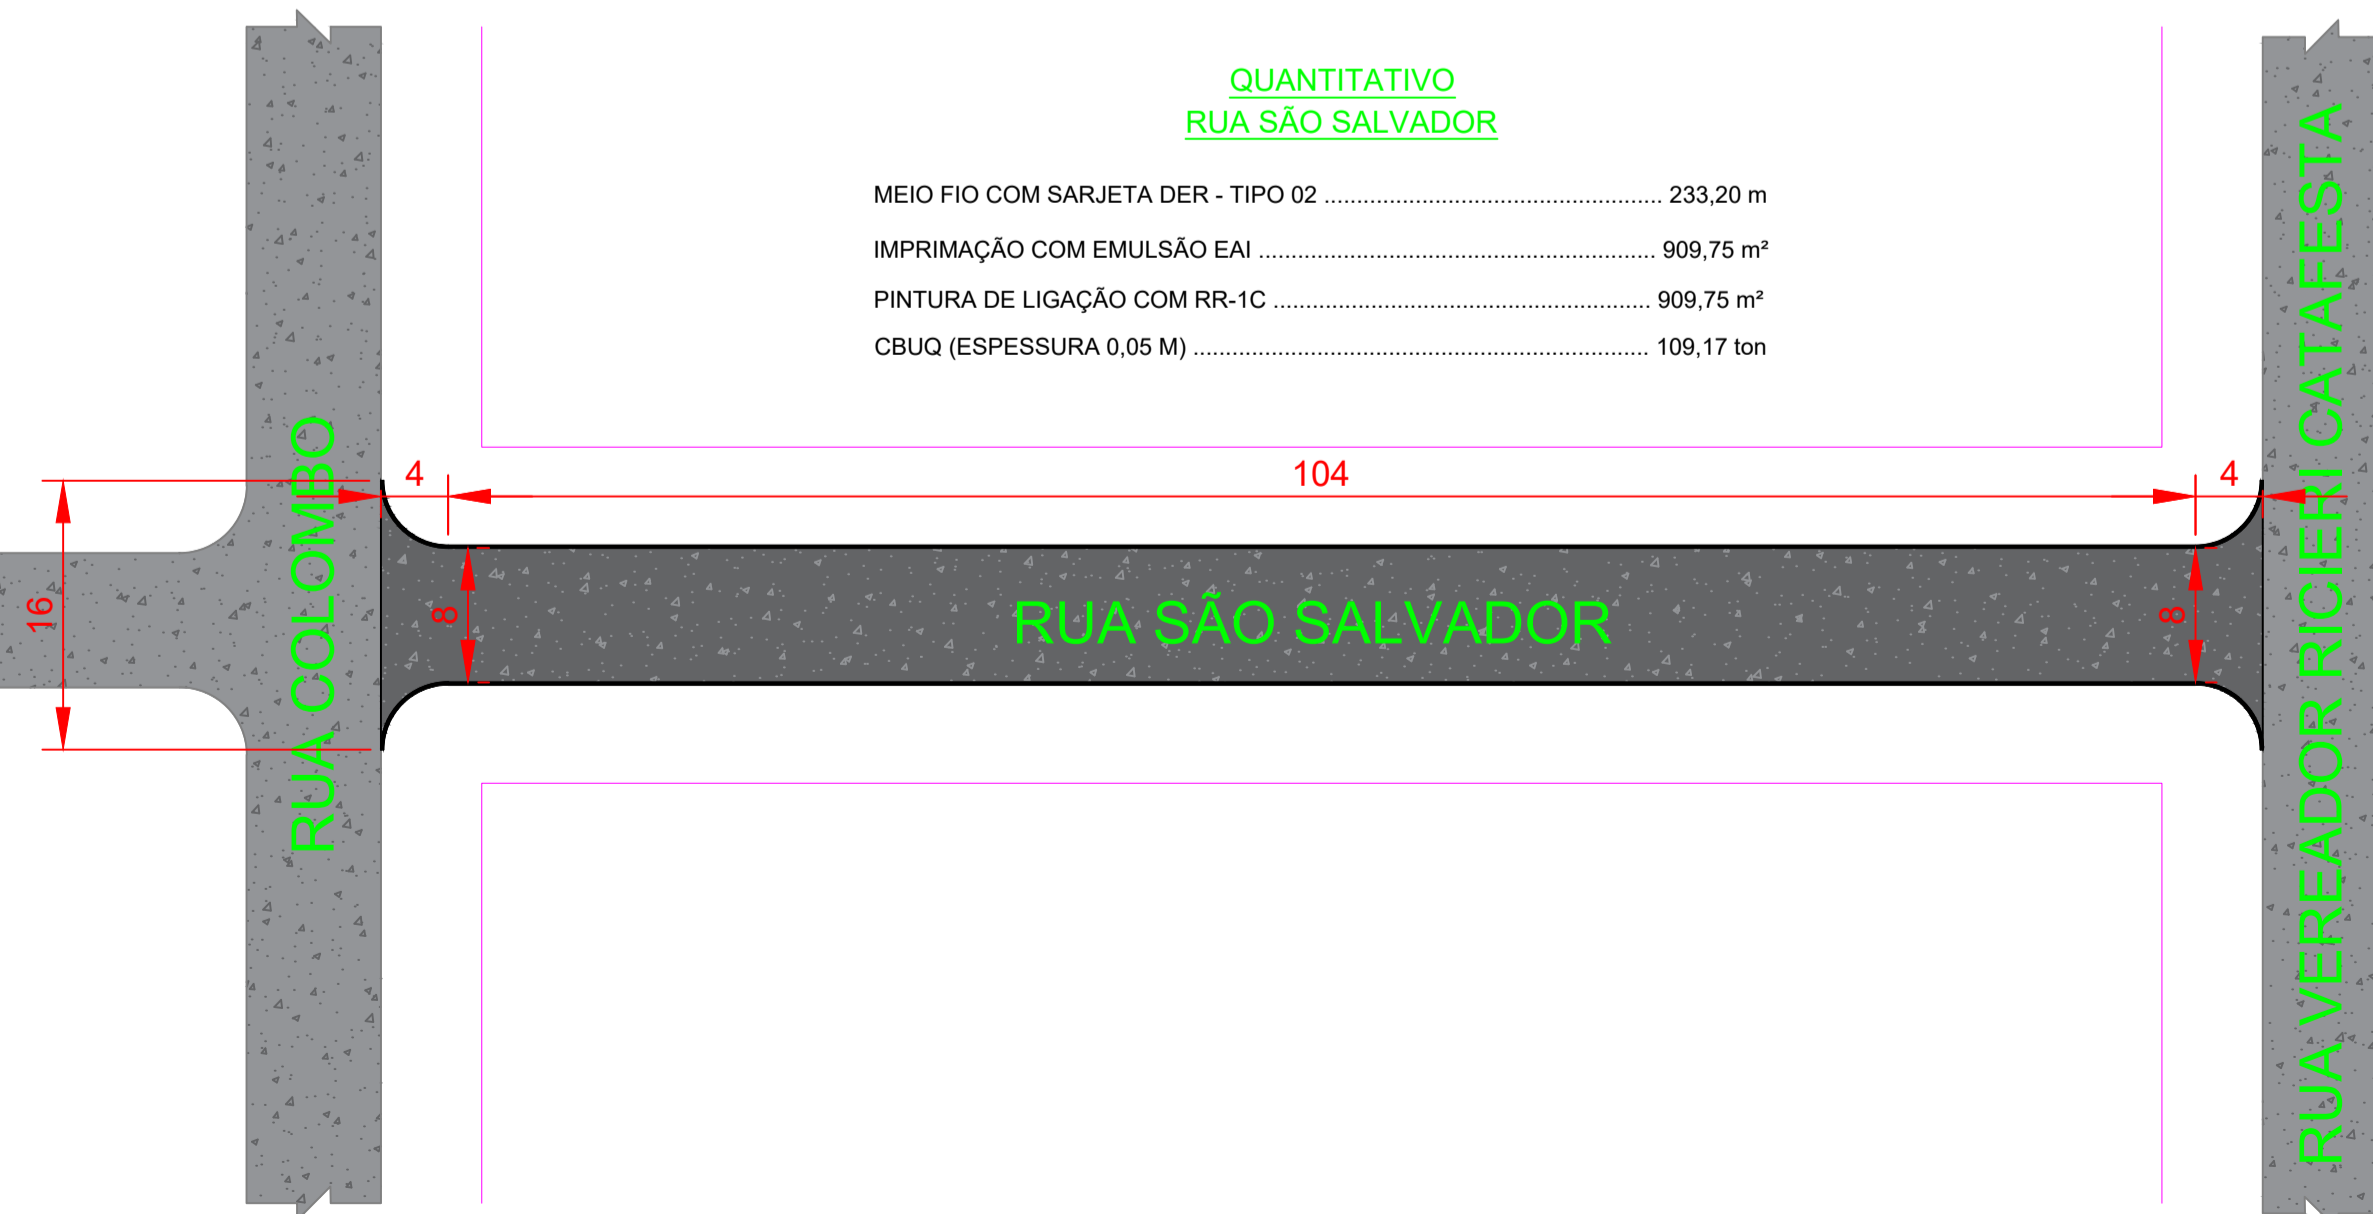 QUANTITATIVO
RUA SÃO SALVADOR
MEIO FIO COM SARJETA DER - TIPO 02 .................................................... 233,20 m
IMPRIMAÇÃO COM EMULSÃO EAI ............................................................. 909,75 m²
PINTURA DE LIGAÇÃO COM RR-1C .......................................................... 909,75 m²
CBUQ (ESPESSURA 0,05 M) ...................................................................... 109,17 ton
4
104
4
16
8
8
RUA COLOMBO
RUA SÃO SALVADOR
RUA VEREADOR RICIERI CATAFESTA